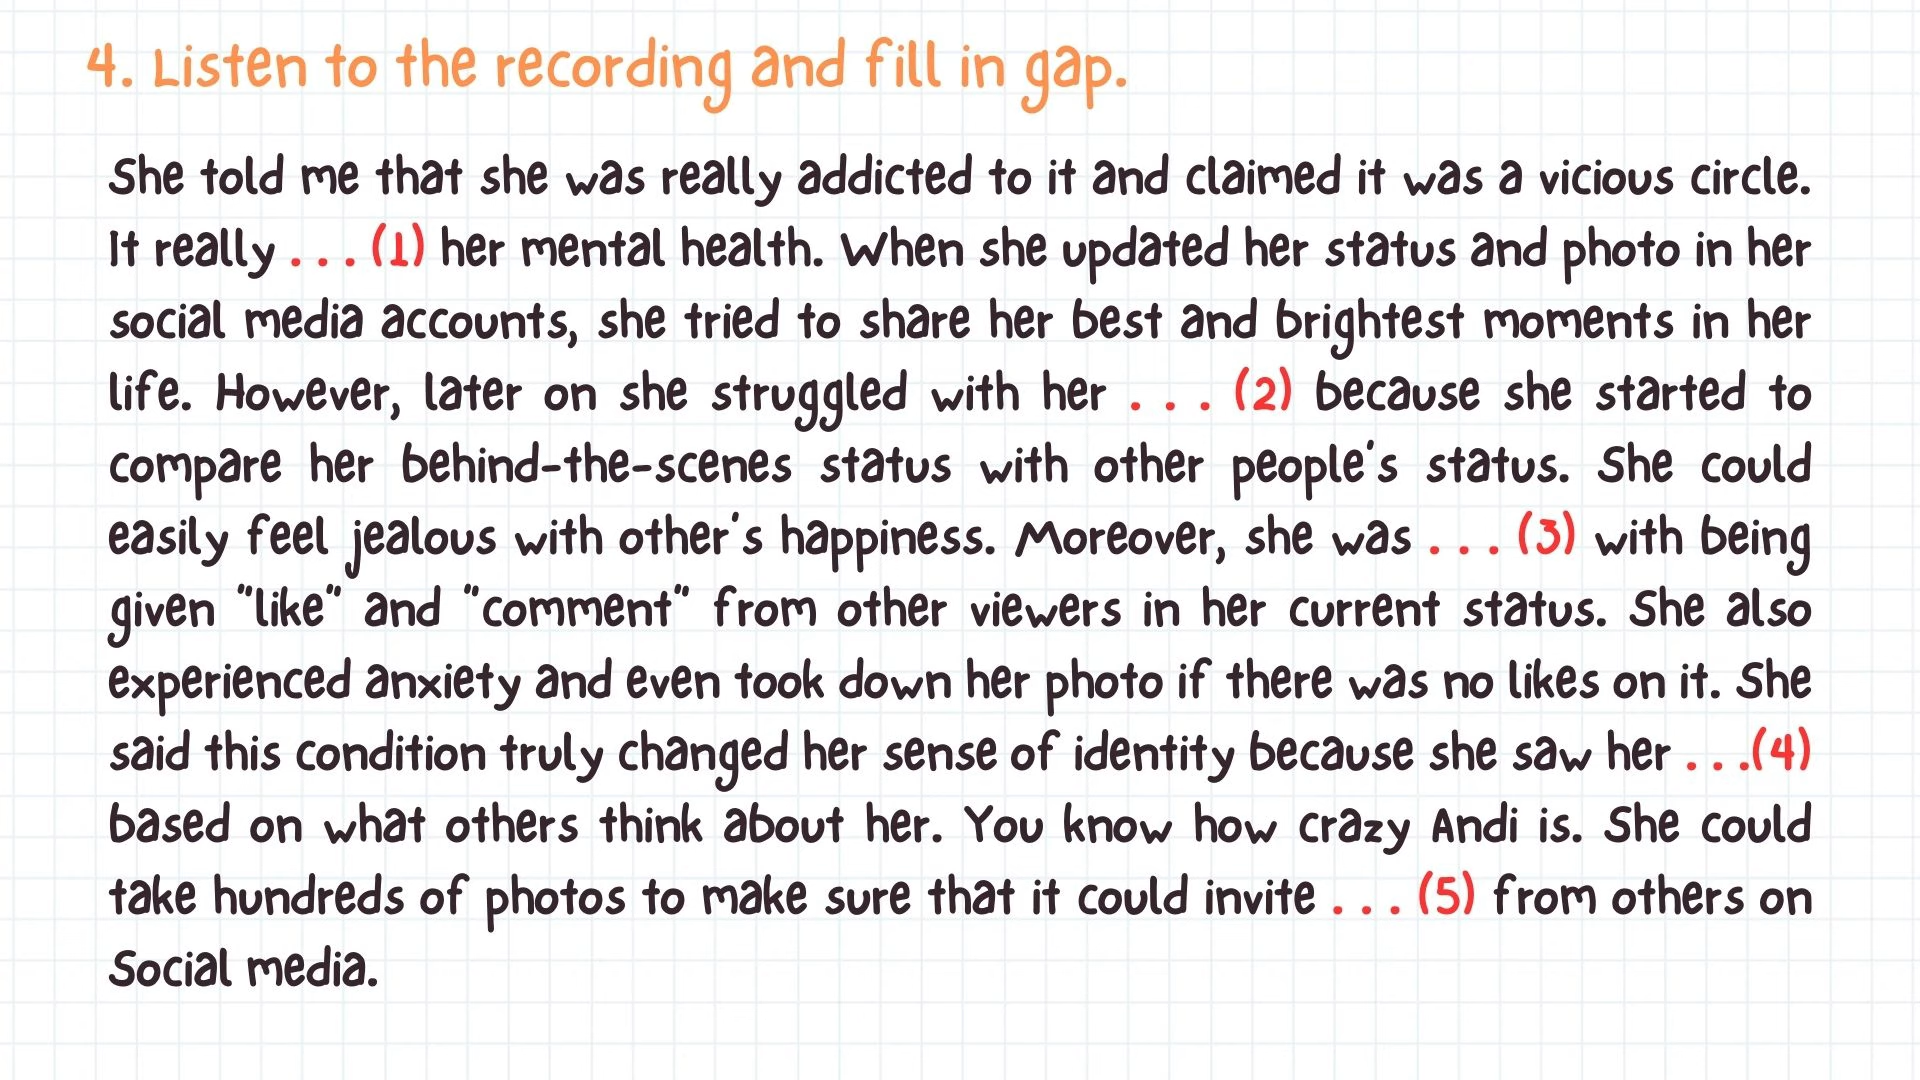 4. Listen to the recording and fill in gap.
She told me that she was really addicted to it and claimed it was a vicious circle.
It really . . . (1) her mental health. When she updated her status and photo in her
social media accounts, she tried to share her best and brightest moments in her
life. However, later on she struggled with her . . . (2) because she started to
compare her behind-the-scenes status with other people's status. She could
easily feel jealous with other's happiness. Moreover, she was . . . (3) with being
given "like" and "comment" from other viewers in her current status. She also
experienced anxiety and even took down her photo if there was no likes on it. She
said this condition truly changed her sense of identity because she saw her . . .(4)
based on what others think about her. You know how crazy Andi is. She could
take hundreds of photos to make sure that it could invite . . . (5) from others on
Social media.